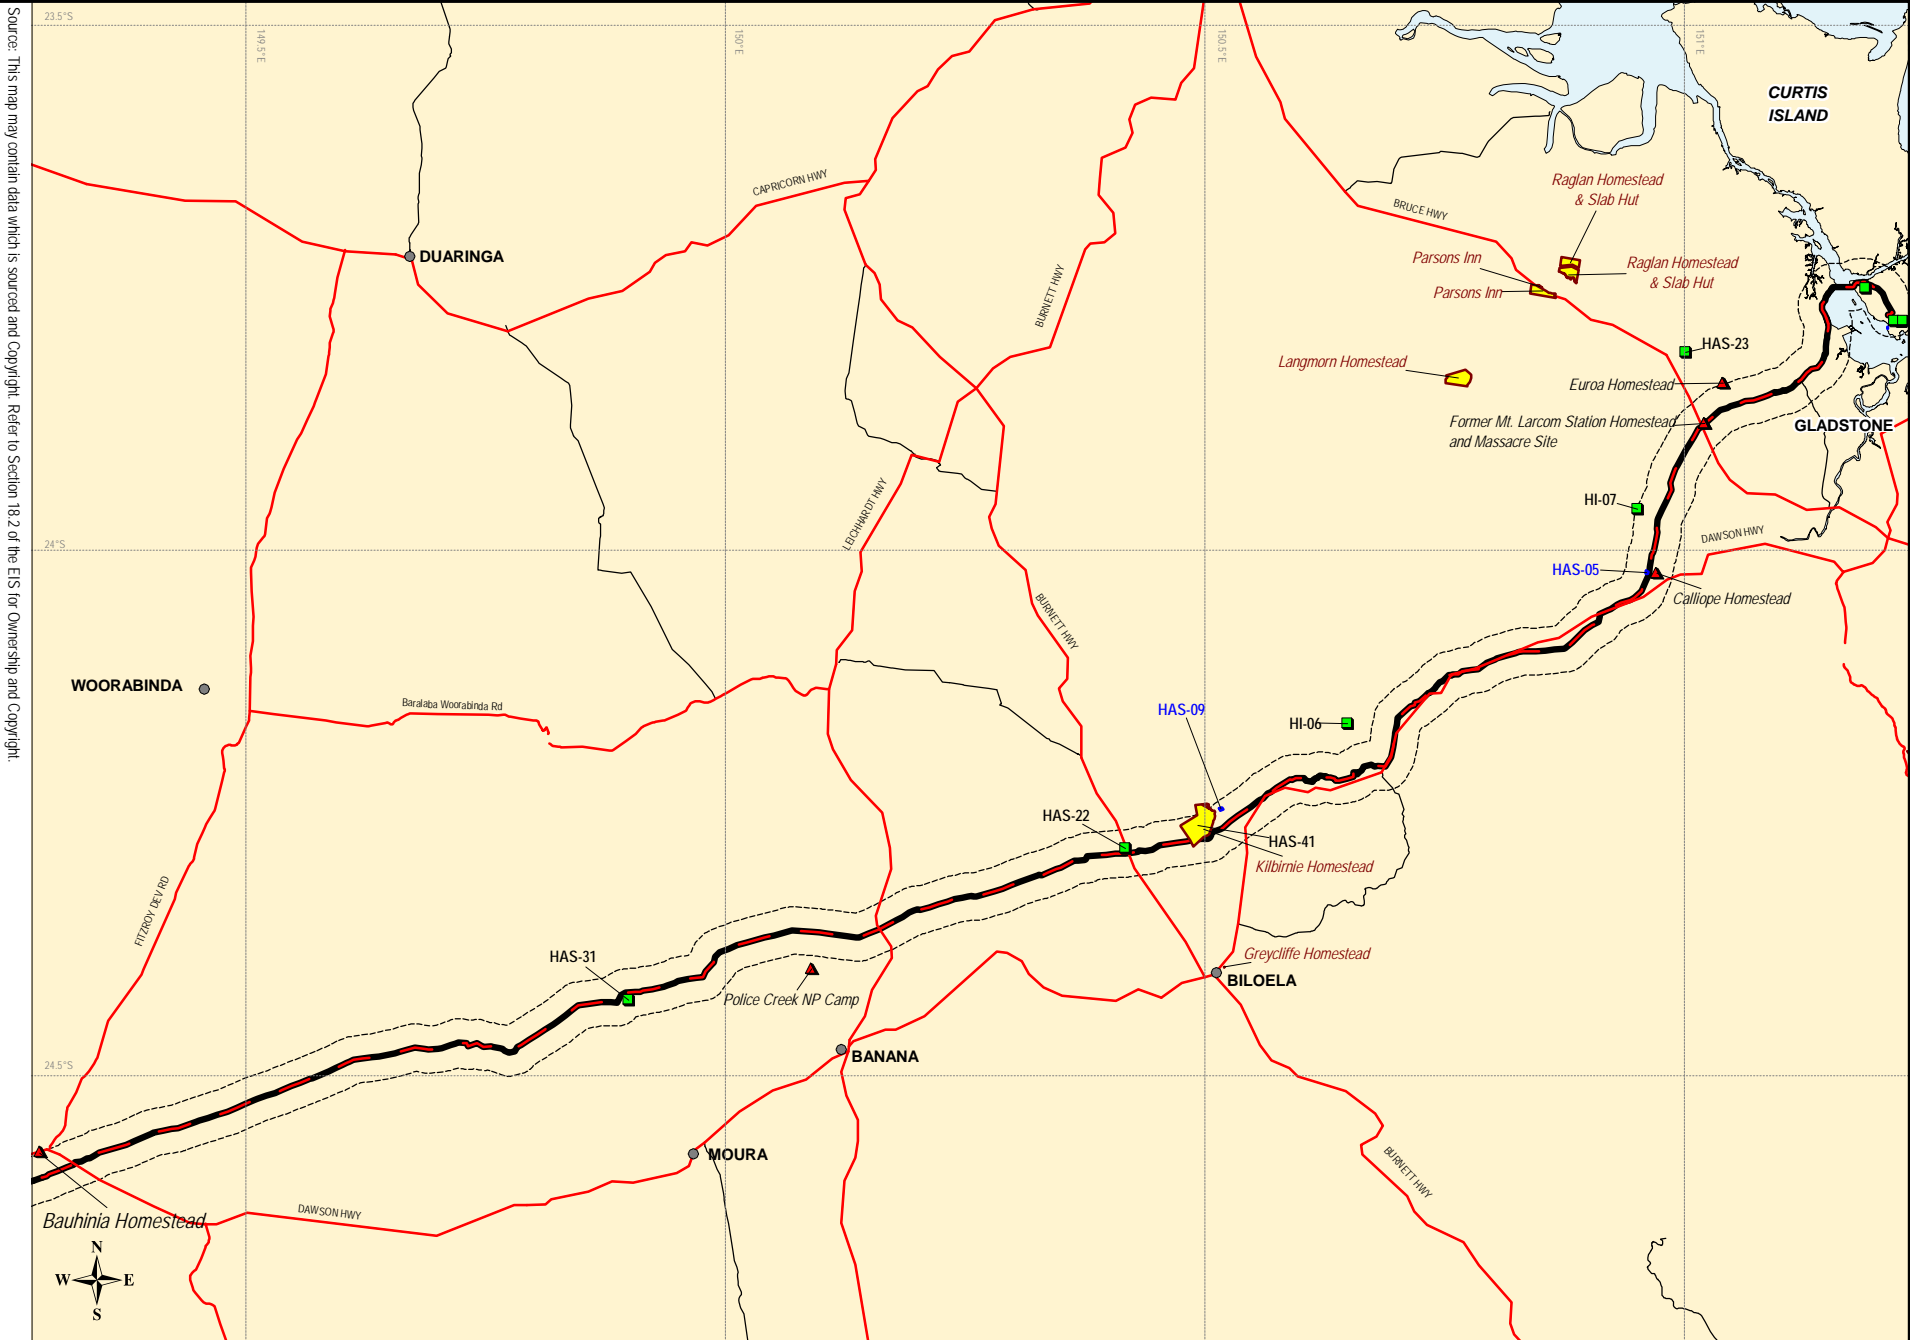 23.5°S
149.5°E
150°E
150.5°E
151°E
CURTIS
ISLAND
CAPRICORN HWY
Raglan Homestead
& Slab Hut
BRUCE HWY
DUARINGA
Parsons Inn
Raglan Homestead
& Slab Hut
Parsons Inn
BURNETT HWY
HAS-23
Langmorn Homestead
Euroa Homestead
Former Mt. Larcom Station Homestead
and Massacre Site
GLADSTONE
HI-07
LEICHHARDT HWY
DAWSON HWY
24°S
HAS-05
Calliope Homestead
BURNETT HWY
WOORABINDA
Baralaba Woorabinda Rd
HAS-09
HI-06
HAS-22
HAS-41
Kilbirnie Homestead
FITZROY DEV RD
HAS-31
Greycliffe Homestead
BILOELA
Police Creek NP Camp
BANANA
24.5°S
MOURA
BURNETT HWY
Bauhinia Homestead
DAWSON HWY
N
W
E
S
Source: This map may contain data which is sourced and Copyright. Refer to Section 18.2 of the EIS for Ownership and Copyright.